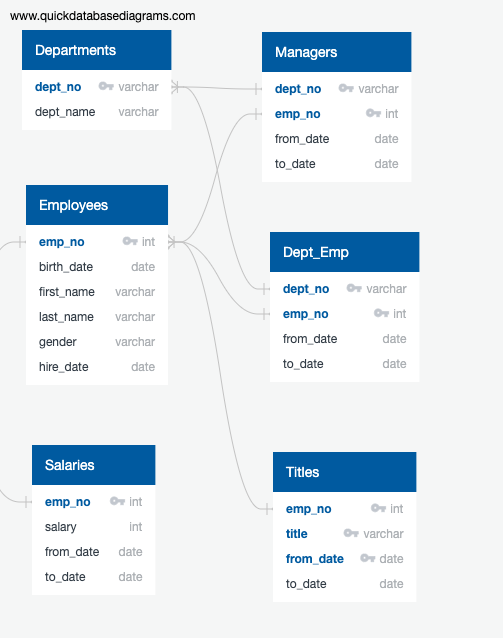 www.quickdatabasediagrams.com
Departments
dept_no varchar
dept_name varchar
Managers
dept_no varchar
emp_no int
from_date date
to_date date
Employees
emp_no int
birth_date date
first_name varchar
last_name varchar
gender varchar
hire_date date
Dept_Emp
dept_no varchar
emp_no int
from_date date
to_date date
Salaries
emp_no int
salary int
from_date date
to_date date
Titles
emp_no int
title varchar
from_date date
to_date date